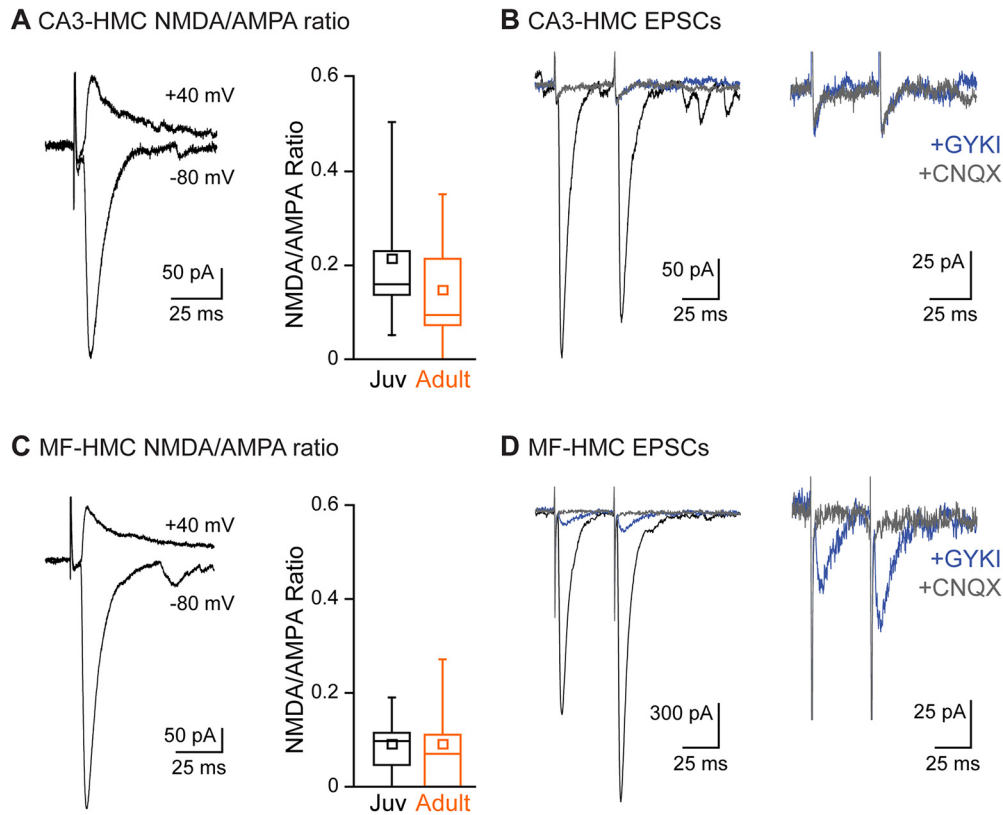 A CA3-HMC NMDA/AMPA ratio
+40 mV
-80 mV
50 pA
25 ms
NMDA/AMPA Ratio
0.6
0.4
0.2
0
Juv Adult
B CA3-HMC EPSCs
50 pA
25 ms
+GYKI
+CNQX
25 pA
25 ms
C MF-HMC NMDA/AMPA ratio
+40 mV
-80 mV
50 pA
25 ms
NMDA/AMPA Ratio
0.6
0.4
0.2
0
Juv Adult
D MF-HMC EPSCs
300 pA
25 ms
+GYKI
+CNQX
25 pA
25 ms